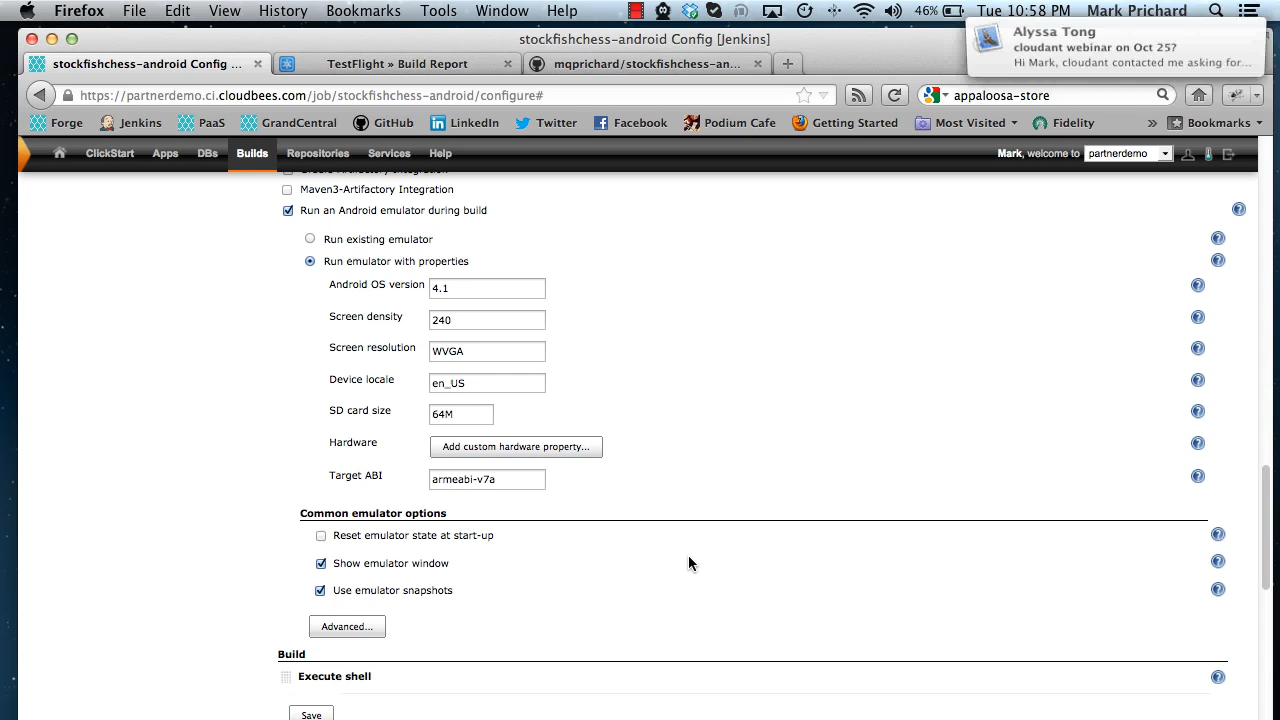 Firefox File Edit View History Bookmarks Tools Window Help 46% Tue 10:58 PM Mark Prichard
stockfishchess-android Config [Jenkins]
Alyssa Tong
cloudant webinar on Oct 25?
Hi Mark, cloudant contacted me asking for...
stockfishchess-android Config ... TestFlight » Build Report mqprichard/stockfishchess-an...
https://partnerdemo.ci.cloudbees.com/job/stockfishchess-android/configure# appaloosa-store
Forge Jenkins PaaS GrandCentral GitHub LinkedIn Twitter Facebook Podium Cafe Getting Started Most Visited Fidelity » Bookmarks
ClickStart Apps DBs Builds Repositories Services Help Mark, welcome to partnerdemo
Maven3-Artifactory Integration
Run an Android emulator during build
Run existing emulator
Run emulator with properties
Android OS version 4.1
Screen density 240
Screen resolution WVGA
Device locale en_US
SD card size 64M
Hardware Add custom hardware property...
Target ABI armeabi-v7a
Common emulator options
Reset emulator state at start-up
Show emulator window
Use emulator snapshots
Advanced...
Build
Execute shell
Save